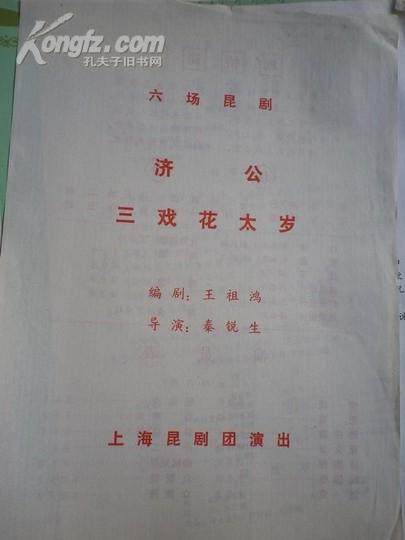 Kongfz.com
孔夫子旧书网
六场昆剧
济公
三戏花太岁
编剧：王祖鸿
导演：秦锐生
上海昆剧团演出